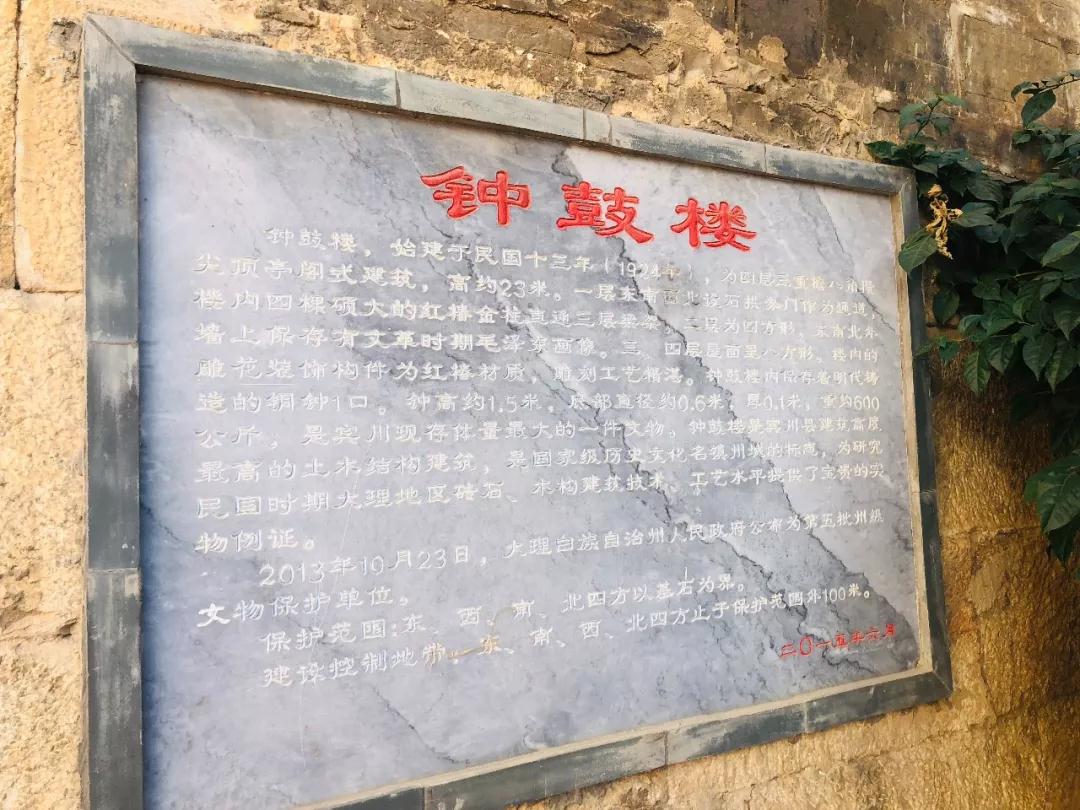 钟鼓楼
钟鼓楼，始建于民国十三年（1924年），为四层三重檐八角攒
尖顶亭阁式建筑，高约23米。一层东南西北设石拱券门作为通道，
楼内四棵硕大的红椿金柱直通三层梁架。二层为四方形，东南北外
墙上保存有文革时期毛泽东画像。三、四层屋面呈八方形。楼内的
雕花装饰构件为红椿材质，雕刻工艺精湛。钟鼓楼内保存着明代铸
造的铜钟1口。钟高约1.5米，底部直径约0.6米，厚0.1米，重约600
公斤，是宾川现存体量最大的一件文物。钟鼓楼是宾川县建筑高度
最高的土木结构建筑，是国家级历史文化名镇州城的标志，为研究
民国时期大理地区砖石、木构建筑技术、工艺水平提供了宝贵的实
物例证。
2013年10月23日，大理白族自治州人民政府公布为第五批州级
文物保护单位。
保护范围：东、西、南、北四方以基石为界。
建设控制地带：东、南、西、北四方止于保护范围外100米。
二〇一五年六月